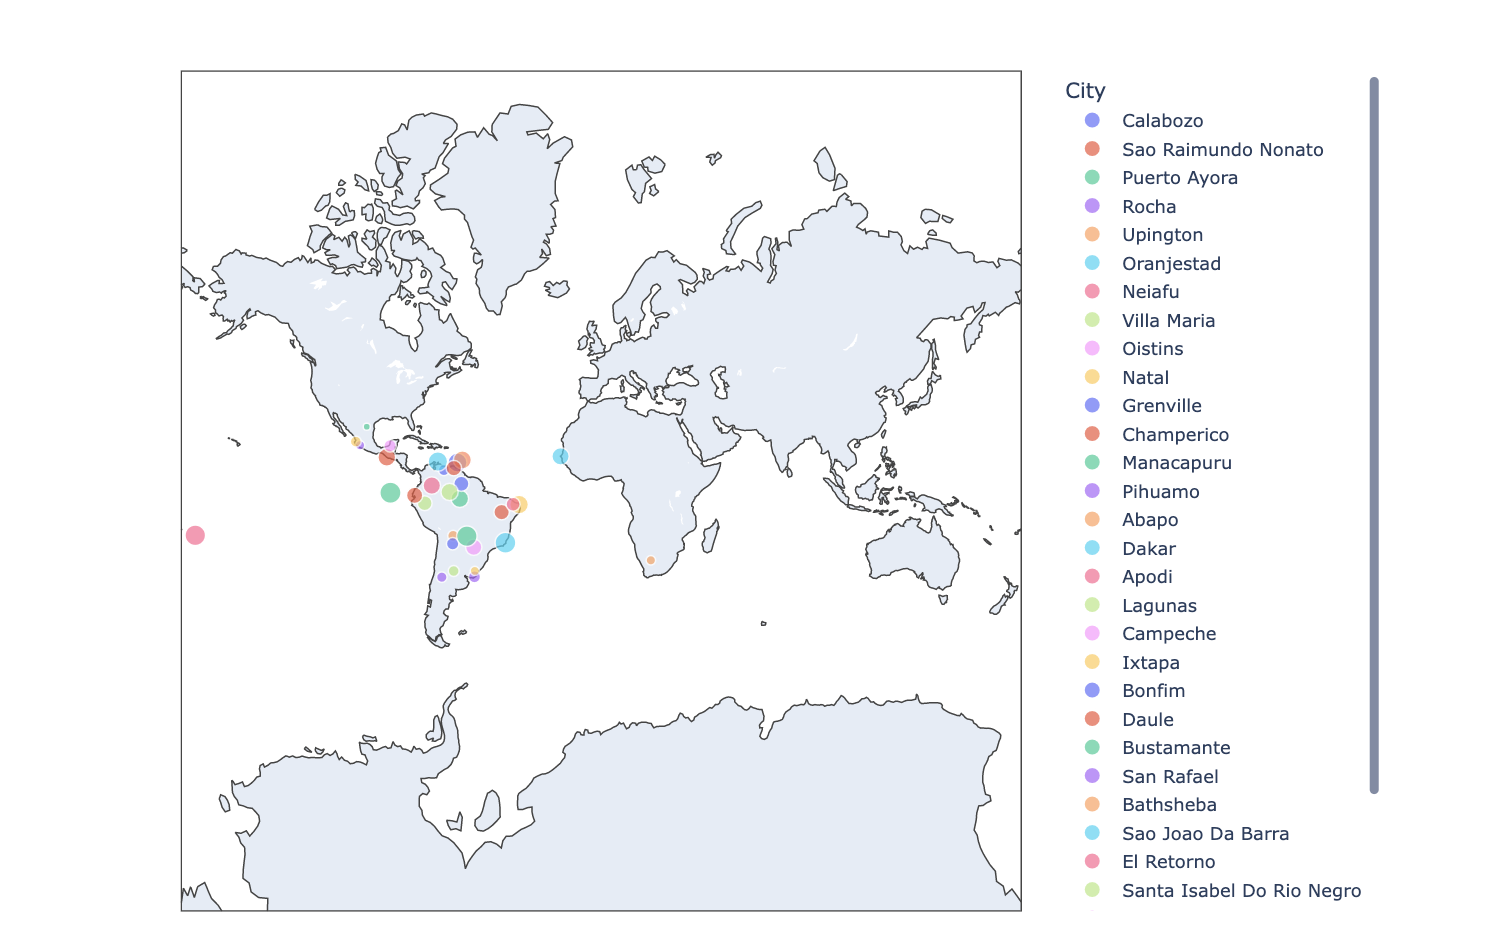 City
Calabozo
Sao Raimundo Nonato
Puerto Ayora
Rocha
Upington
Oranjestad
Neiafu
Villa Maria
Oistins
Natal
Grenville
Champerico
Manacapuru
Pihuamo
Abapo
Dakar
Apodi
Lagunas
Campeche
Ixtapa
Bonfim
Daule
Bustamante
San Rafael
Bathsheba
Sao Joao Da Barra
El Retorno
Santa Isabel Do Rio Negro